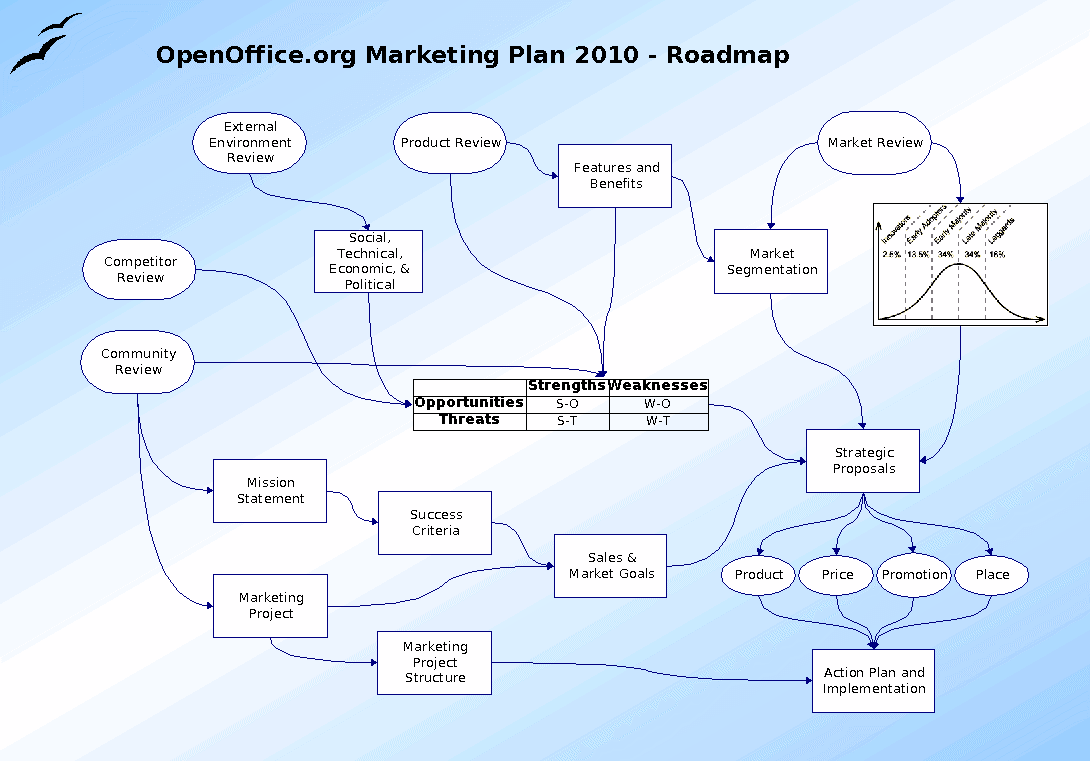 OpenOffice.org Marketing Plan 2010 - Roadmap
External
Environment
Review
Product Review
Features and
Benefits
Market Review
Social,
Technical,
Economic, &
Political
Market
Segmentation
Innovators
Early Adopters
Early Majority
Late Majority
Laggards
2.5% 13.5% 34% 34% 16%
Competitor
Review
Community
Review
Strengths Weaknesses
Opportunities S-O W-O
Threats S-T W-T
Strategic
Proposals
Mission
Statement
Success
Criteria
Sales &
Market Goals
Product Price Promotion Place
Marketing
Project
Marketing
Project
Structure
Action Plan and
Implementation